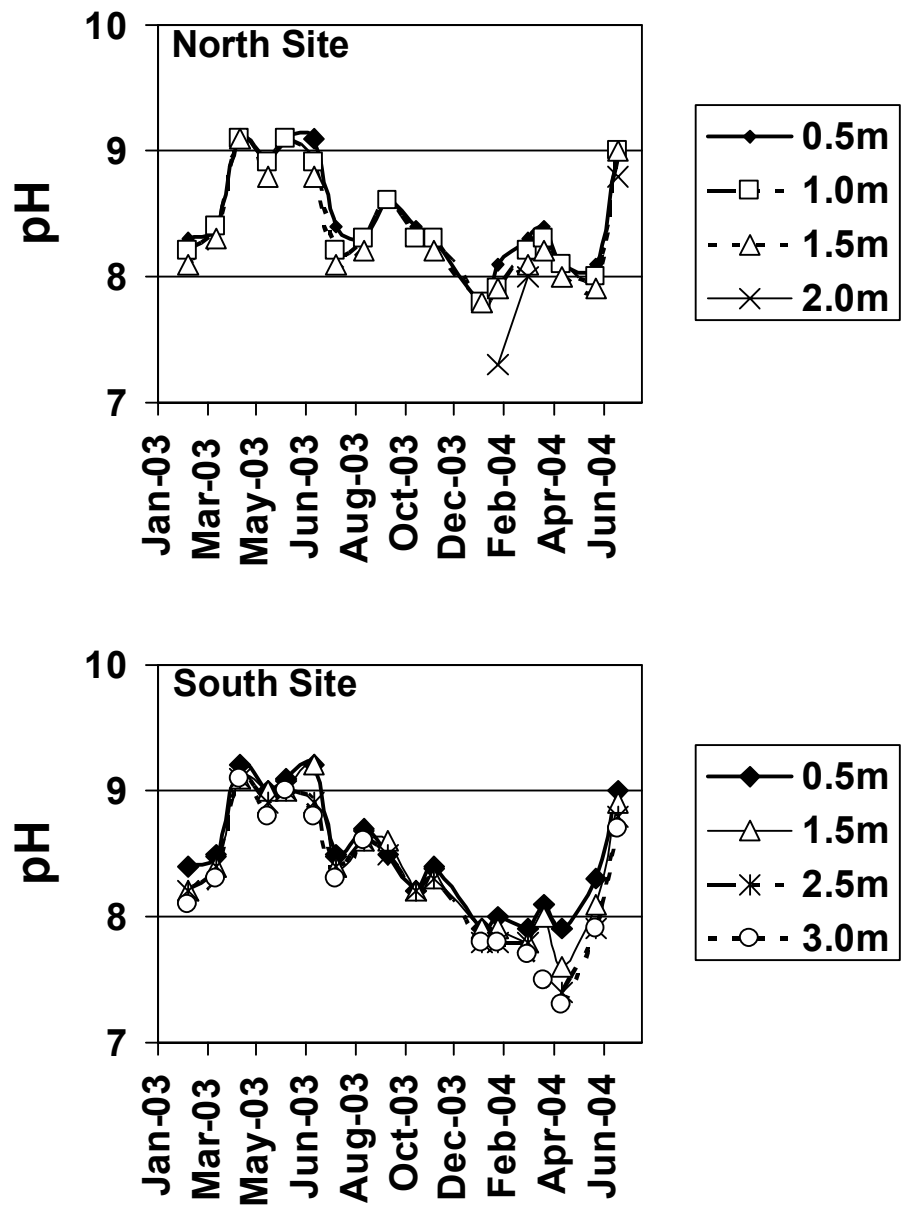 North Site
10
9
8
7
pH
Jan-03
Mar-03
May-03
Jun-03
Aug-03
Oct-03
Dec-03
Feb-04
Apr-04
Jun-04
0.5m
1.0m
1.5m
2.0m
South Site
10
9
8
7
pH
Jan-03
Mar-03
May-03
Jun-03
Aug-03
Oct-03
Dec-03
Feb-04
Apr-04
Jun-04
0.5m
1.5m
2.5m
3.0m